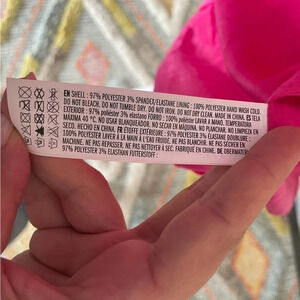 EN SHELL : 97% POLYESTER 3% SPANDEX/ELASTANE LINING : 100% POLYESTER HAND WASH COLD.
DO NOT BLEACH. DO NOT TUMBLE DRY. DO NOT IRON. DO NOT DRY CLEAN. MADE IN CHINA. ES TELA
EXTERIOR : 97% poliéster 3% elastano FORRO : 100% poliéster LAVAR A MANO. TEMPERATURA
MÁXIMA 40 °C. NO USAR BLANQUEADOR. NO SECAR EN MÁQUINA. NO PLANCHAR. NO LIMPIEZA EN
SECO. HECHO EN CHINA. FR ÉTOFFE EXTÉRIEURE : 97% POLYESTER 3% ÉLASTANE DOUBLURE :
100% POLYESTER LAVER À LA MAIN À L'EAU FROIDE. NE PAS BLANCHIR. NE PAS SÉCHER EN
MACHINE. NE PAS REPASSER. NE PAS NETTOYER À SEC. FABRIQUÉ EN CHINE. DE OBERMATER
97% POLYESTER 3% ELASTHAN FUTTERSTOFF :